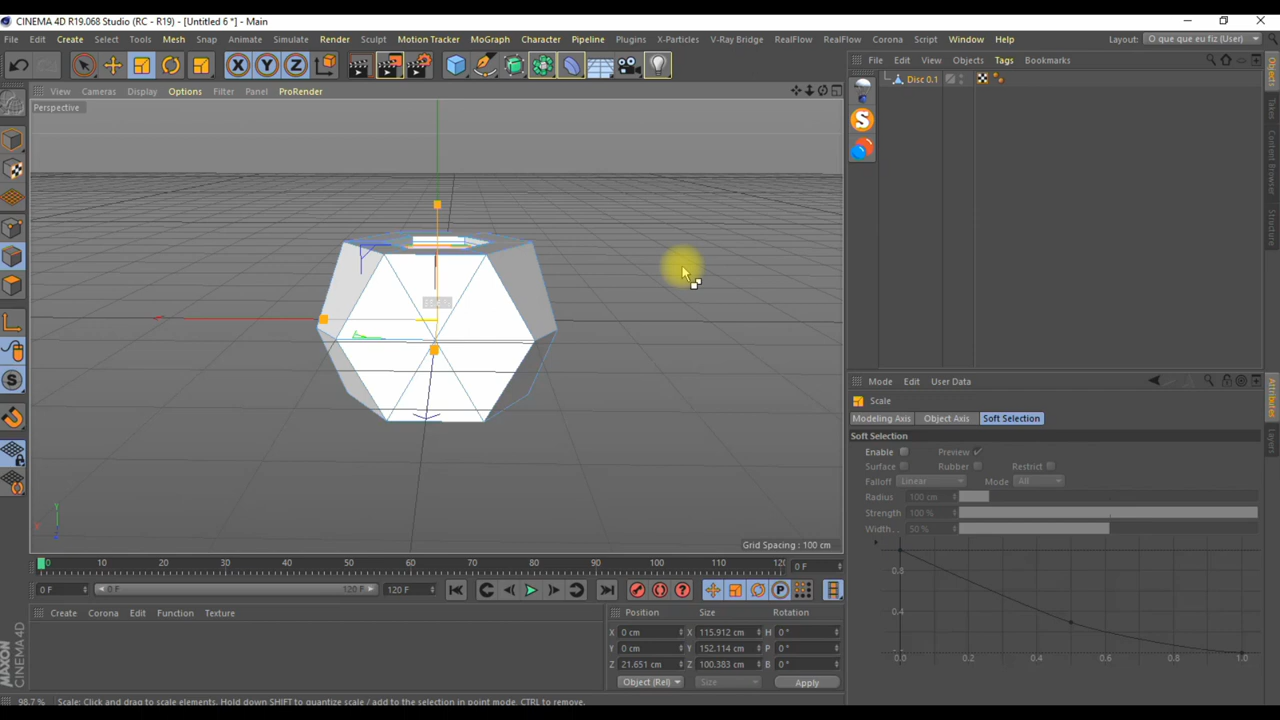 CINEMA 4D R19.068 Studio (RC - R19) - [Untitled 6 *] - Main
File Edit Create Select Tools Mesh Snap Animate Simulate Render Sculpt Motion Tracker MoGraph Character Pipeline Plugins X-Particles V-Ray Bridge RealFlow RealFlow Corona Script Window Help Layout: O que que eu fiz (User)
X Y Z
View Cameras Display Options Filter Panel ProRender
File Edit View Objects Tags Bookmarks
Perspective
Disc 0.1
Objects
Takes
Content Browser
Structure
Mode Edit User Data
Scale
Modeling Axis Object Axis Soft Selection
Soft Selection
Enable Preview
Surface Rubber Restrict
Falloff Linear Mode All
Radius 100 cm
Strength 100 %
Width. . 50 %
0.8
0.4
0.0 0.2 0.4 0.6 0.8 1.0
Attributes
Layers
Y
X
Z
Grid Spacing : 100 cm
0 10 20 30 40 50 60 70 80 90 100 110 120 0 F
0 F 0 F 120 F 120 F
Create Corona Edit Function Texture
Position Size Rotation
X 0 cm X 115.912 cm H 0 °
Y 0 cm Y 152.114 cm P 0 °
Z 21.651 cm Z 100.383 cm B 0 °
Object (Rel) Size Apply
MAXON
CINEMA 4D
98.7 % Scale: Click and drag to scale elements. Hold down SHIFT to quantize scale / add to the selection in point mode, CTRL to remove.